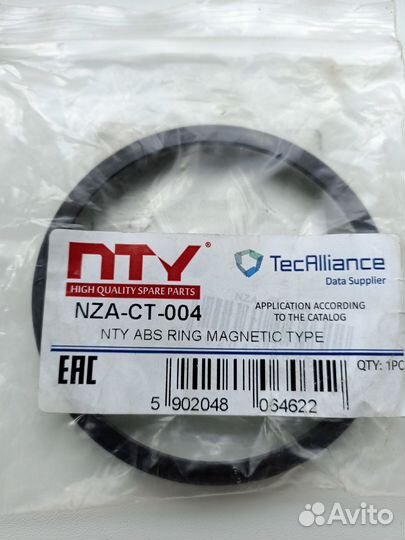 NTY®
HIGH QUALITY SPARE PARTS
TecAlliance
Data Supplier
NZA-CT-004
APPLICATION ACCORDING
TO THE CATALOG
NTY ABS RING MAGNETIC TYPE
EAC
QTY: 1PC
5 902048 064622
Avito